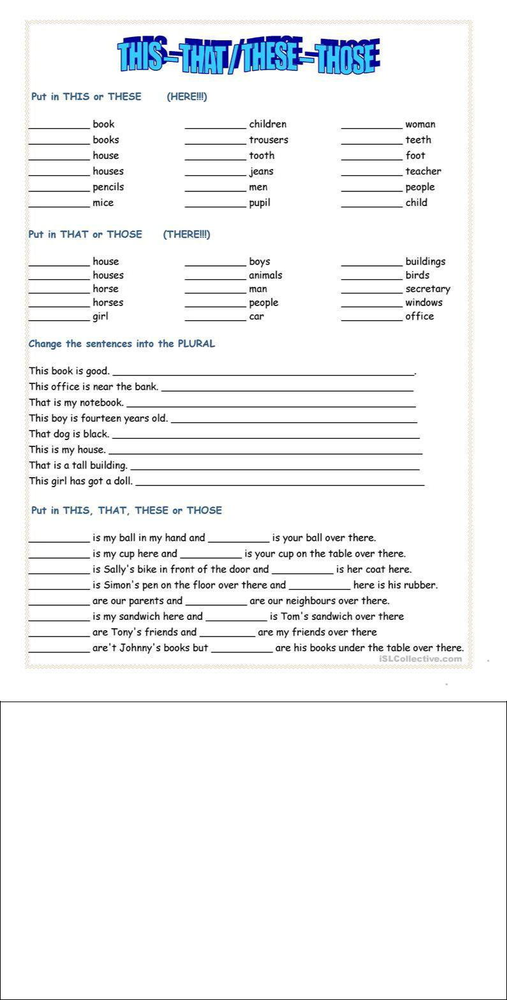 THIS – THAT / THESE – THOSE
Put in THIS or THESE (HERE!!!)
___________ book ___________ children ___________ woman
___________ books ___________ trousers ___________ teeth
___________ house ___________ tooth ___________ foot
___________ houses ___________ jeans ___________ teacher
___________ pencils ___________ men ___________ people
___________ mice ___________ pupil ___________ child
Put in THAT or THOSE (THERE!!!)
___________ house ___________ boys ___________ buildings
___________ houses ___________ animals ___________ birds
___________ horse ___________ man ___________ secretary
___________ horses ___________ people ___________ windows
___________ girl ___________ car ___________ office
Change the sentences into the PLURAL
This book is good. ___________.
This office is near the bank. ___________
That is my notebook. ___________
This boy is fourteen years old. ___________
That dog is black. ___________
This is my house. ___________
That is a tall building. ___________
This girl has got a doll. ___________
Put in THIS, THAT, THESE or THOSE
___________ is my ball in my hand and ___________ is your ball over there.
___________ is my cup here and ___________ is your cup on the table over there.
___________ is Sally's bike in front of the door and ___________ is her coat here.
___________ is Simon's pen on the floor over there and ___________ here is his rubber.
___________ are our parents and ___________ are our neighbours over there.
___________ is my sandwich here and ___________ is Tom's sandwich over there
___________ are Tony's friends and __________ are my friends over there
___________ are't Johnny's books but ___________ are his books under the table over there.
iSLCollective.com